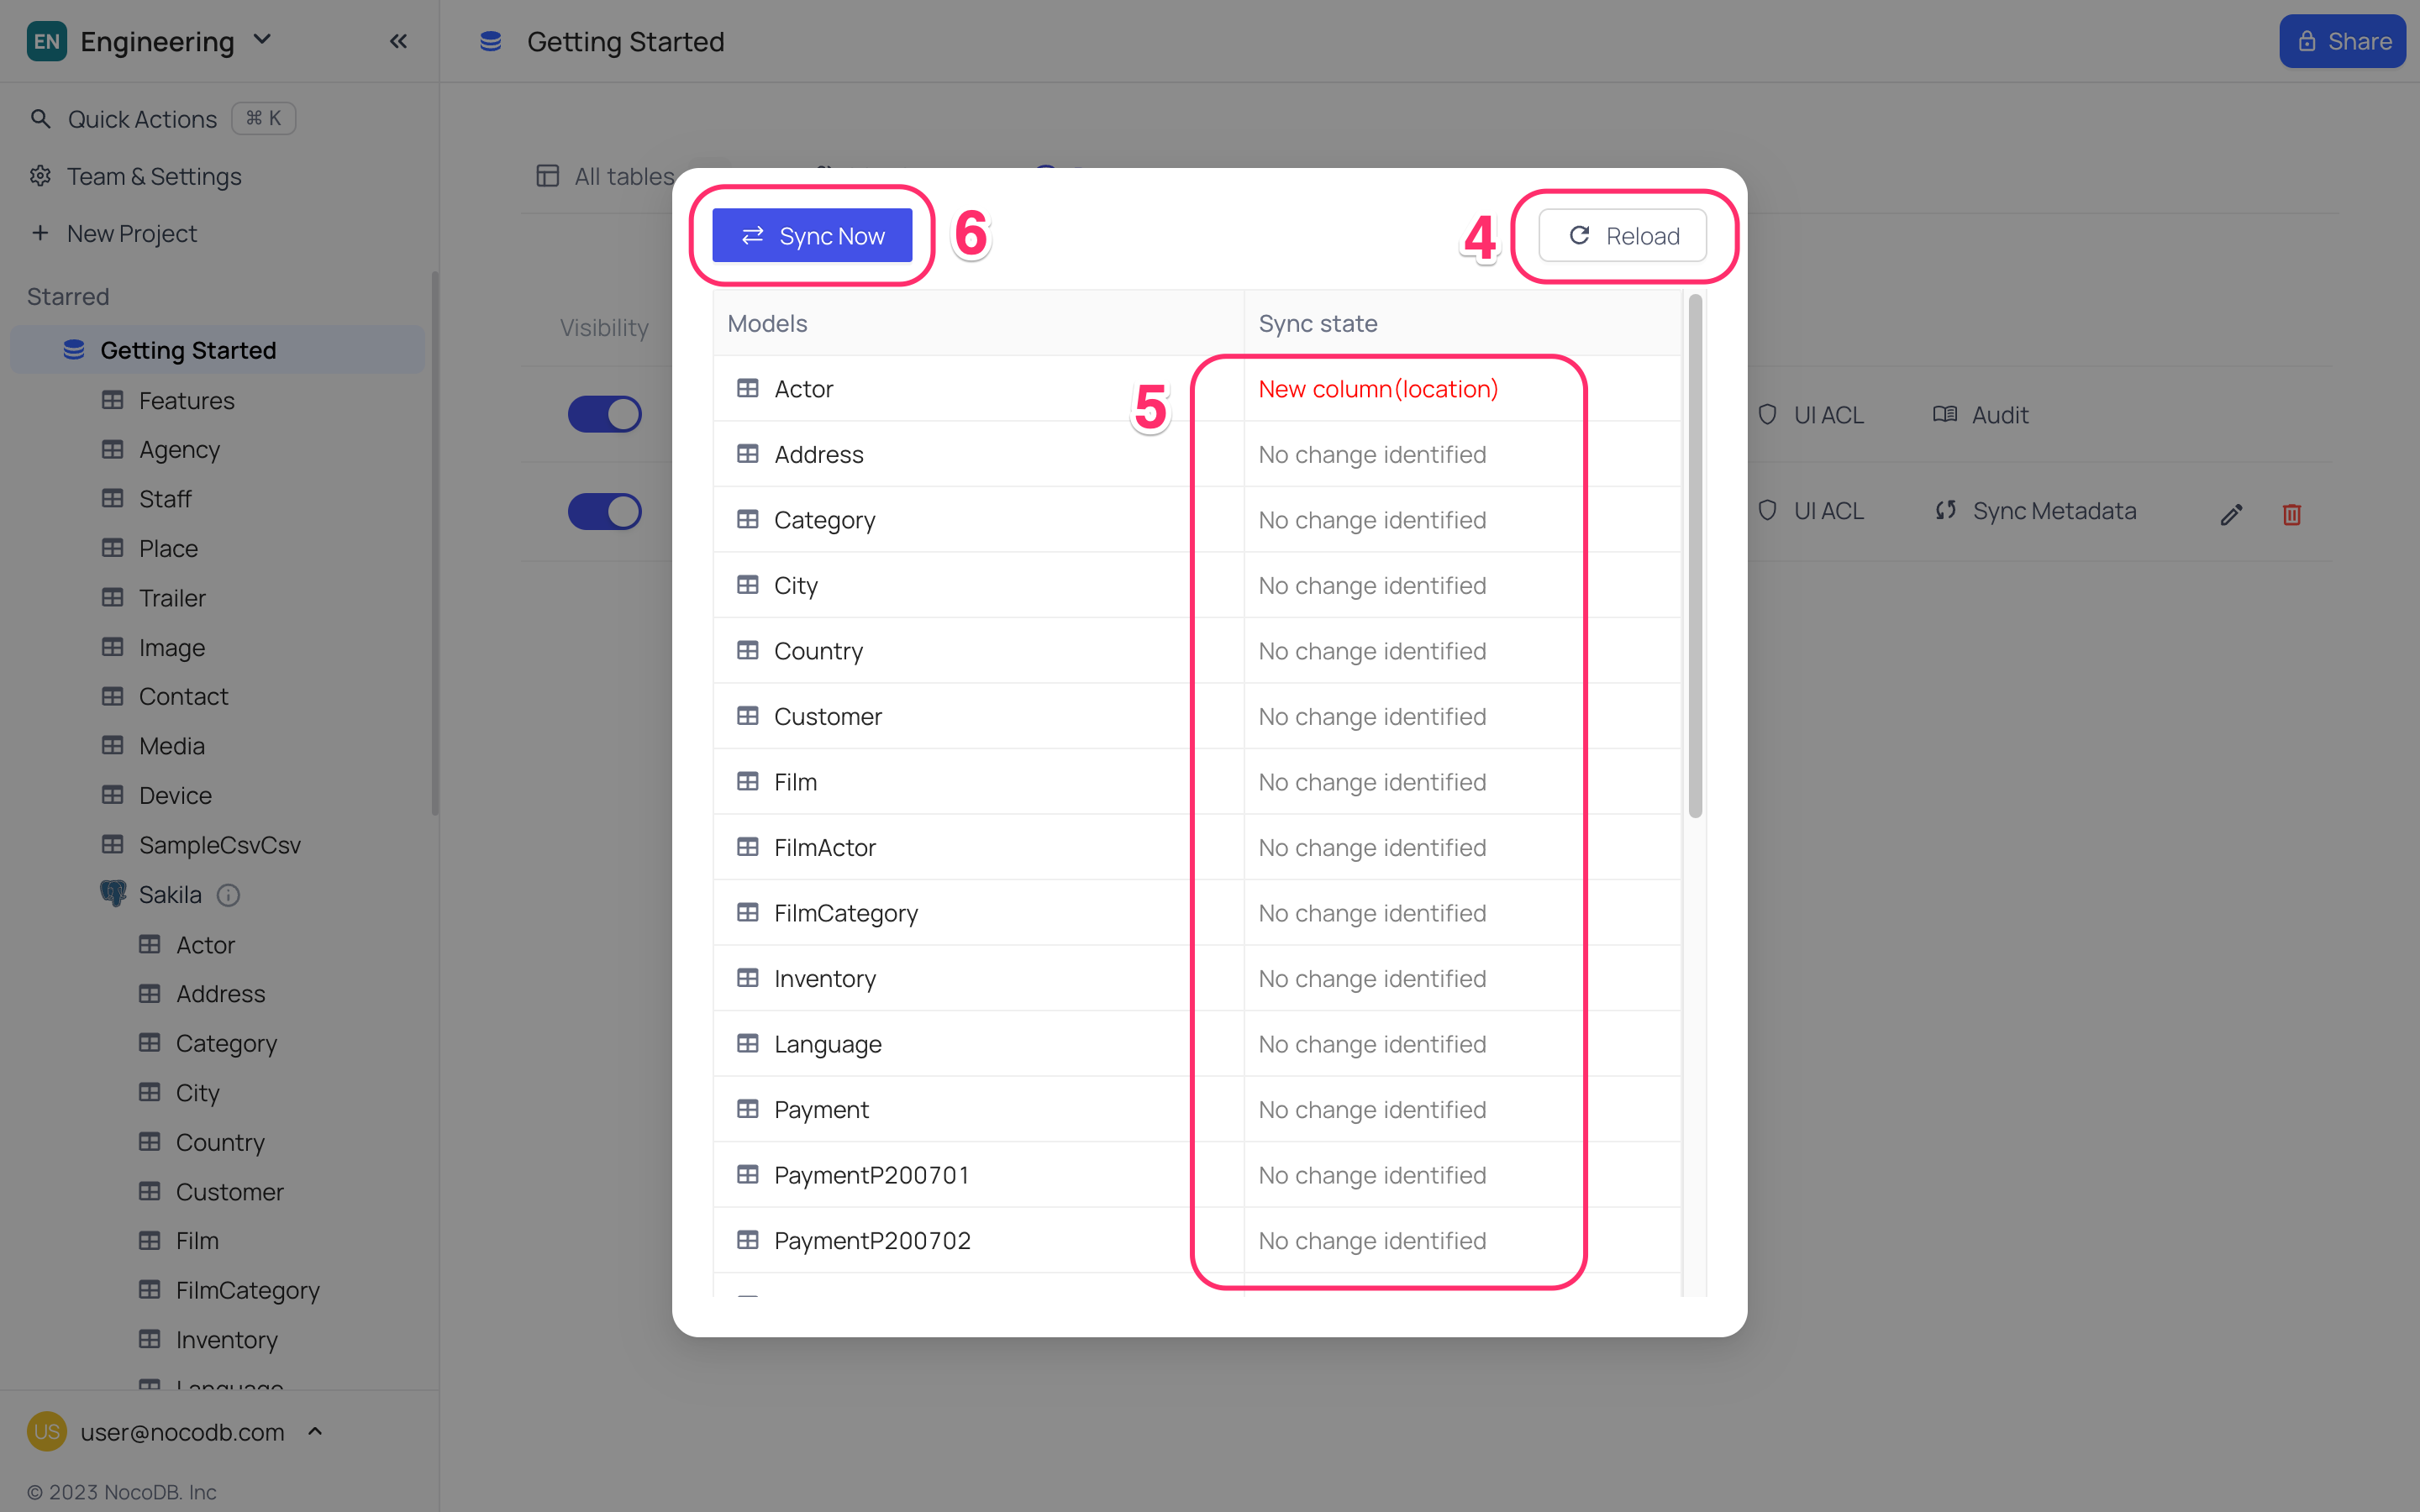 EN Engineering
Getting Started
Share
Quick Actions ⌘ K
Team & Settings
New Project
Starred
Getting Started
Features
Agency
Staff
Place
Trailer
Image
Contact
Media
Device
SampleCsvCsv
Sakila
Actor
Address
Category
City
Country
Customer
Film
FilmCategory
Inventory
Language
US user@nocodb.com
© 2023 NocoDB. Inc
All tables
Visibility
UI ACL Audit
UI ACL Sync Metadata
Sync Now 6
4 Reload
Models Sync state
5
Actor New column(location)
Address No change identified
Category No change identified
City No change identified
Country No change identified
Customer No change identified
Film No change identified
FilmActor No change identified
FilmCategory No change identified
Inventory No change identified
Language No change identified
Payment No change identified
PaymentP200701 No change identified
PaymentP200702 No change identified